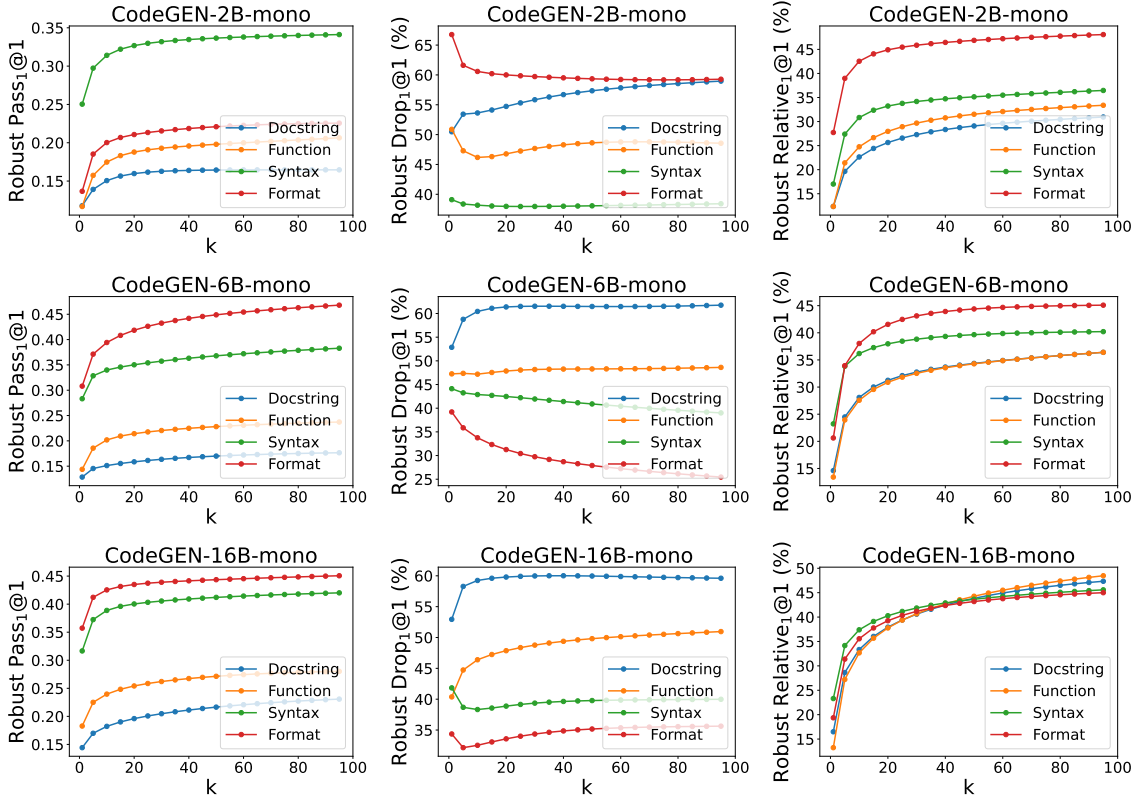 CodeGEN-2B-mono
Robust Pass₁@1
0.35
0.30
0.25
0.20
0.15
0 20 40 60 80 100
k
Docstring
Function
Syntax
Format
CodeGEN-2B-mono
Robust Drop₁@1 (%)
65
60
55
50
45
40
0 20 40 60 80 100
k
Docstring
Function
Syntax
Format
CodeGEN-2B-mono
Robust Relative₁@1 (%)
45
40
35
30
25
20
15
0 20 40 60 80 100
k
Docstring
Function
Syntax
Format
CodeGEN-6B-mono
Robust Pass₁@1
0.45
0.40
0.35
0.30
0.25
0.20
0.15
0 20 40 60 80 100
k
Docstring
Function
Syntax
Format
CodeGEN-6B-mono
Robust Drop₁@1 (%)
60
55
50
45
40
35
30
25
0 20 40 60 80 100
k
Docstring
Function
Syntax
Format
CodeGEN-6B-mono
Robust Relative₁@1 (%)
45
40
35
30
25
20
15
0 20 40 60 80 100
k
Docstring
Function
Syntax
Format
CodeGEN-16B-mono
Robust Pass₁@1
0.45
0.40
0.35
0.30
0.25
0.20
0.15
0 20 40 60 80 100
k
Docstring
Function
Syntax
Format
CodeGEN-16B-mono
Robust Drop₁@1 (%)
60
55
50
45
40
35
0 20 40 60 80 100
k
Docstring
Function
Syntax
Format
CodeGEN-16B-mono
Robust Relative₁@1 (%)
50
45
40
35
30
25
20
15
0 20 40 60 80 100
k
Docstring
Function
Syntax
Format